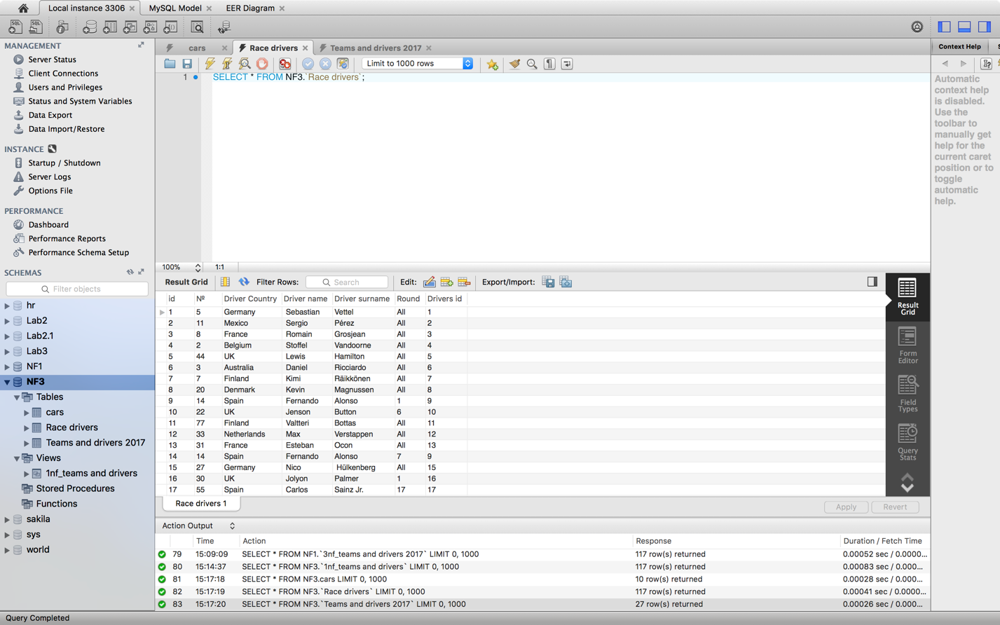 Local instance 3306 MySQL Model EER Diagram
MANAGEMENT
Server Status
Client Connections
Users and Privileges
Status and System Variables
Data Export
Data Import/Restore
INSTANCE
Startup / Shutdown
Server Logs
Options File
PERFORMANCE
Dashboard
Performance Reports
Performance Schema Setup
SCHEMAS
Filter objects
hr
Lab2
Lab2.1
Lab3
NF1
NF3
Tables
cars
Race drivers
Teams and drivers 2017
Views
1nf_teams and drivers
Stored Procedures
Functions
sakila
sys
world
cars Race drivers Teams and drivers 2017
Limit to 1000 rows
1 SELECT * FROM NF3.`Race drivers`;
100% 1:1
Result Grid Filter Rows: Search Edit: Export/Import:
id Nº Driver Country Driver name Driver surname Round Drivers id
1 5 Germany Sebastian Vettel All 1
2 11 Mexico Sergio Pérez All 2
3 8 France Romain Grosjean All 3
4 2 Belgium Stoffel Vandoorne All 4
5 44 UK Lewis Hamilton All 5
6 3 Australia Daniel Ricciardo All 6
7 7 Finland Kimi Räikkönen All 7
8 20 Denmark Kevin Magnussen All 8
9 14 Spain Fernando Alonso 1 9
10 22 UK Jenson Button 6 10
11 77 Finland Valtteri Bottas All 11
12 33 Netherlands Max Verstappen All 12
13 31 France Esteban Ocon All 13
14 14 Spain Fernando Alonso 7 9
15 27 Germany Nico Hülkenberg All 15
16 30 UK Jolyon Palmer 1 16
17 55 Spain Carlos Sainz Jr. 17 17
Result
Grid
Form
Editor
Field
Types
Query
Stats
Race drivers 1 Apply Revert
Action Output
Time Action Response Duration / Fetch Time
79 15:09:09 SELECT * FROM NF1.`3nf_teams and drivers 2017` LIMIT 0, 1000 117 row(s) returned 0.00052 sec / 0.0000...
80 15:14:37 SELECT * FROM NF3.`1nf_teams and drivers` LIMIT 0, 1000 117 row(s) returned 0.00083 sec / 0.000...
81 15:17:18 SELECT * FROM NF3.cars LIMIT 0, 1000 10 row(s) returned 0.00028 sec / 0.000...
82 15:17:19 SELECT * FROM NF3.`Race drivers` LIMIT 0, 1000 117 row(s) returned 0.00041 sec / 0.000...
83 15:17:20 SELECT * FROM NF3.`Teams and drivers 2017` LIMIT 0, 1000 27 row(s) returned 0.00026 sec / 0.000...
Context Help
Automatic
context help
is disabled.
Use the
toolbar to
manually get
help for the
current caret
position or to
toggle
automatic
help.
Query Completed